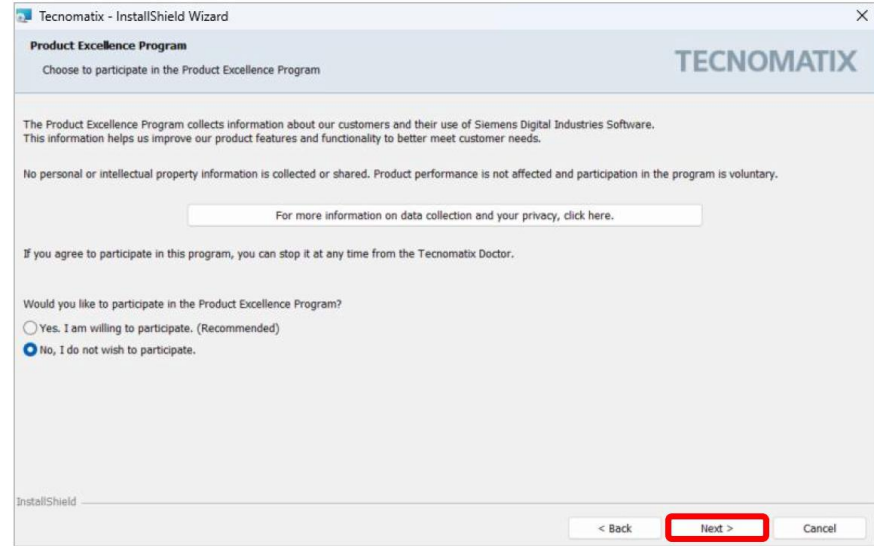 Tecnomatix - InstallShield Wizard
Product Excellence Program
Choose to participate in the Product Excellence Program
TECNOMATIX
The Product Excellence Program collects information about our customers and their use of Siemens Digital Industries Software.
This information helps us improve our product features and functionality to better meet customer needs.
No personal or intellectual property information is collected or shared. Product performance is not affected and participation in the program is voluntary.
For more information on data collection and your privacy, click here.
If you agree to participate in this program, you can stop it at any time from the Tecnomatix Doctor.
Would you like to participate in the Product Excellence Program?
Yes. I am willing to participate. (Recommended)
No, I do not wish to participate.
InstallShield
< Back
Next >
Cancel